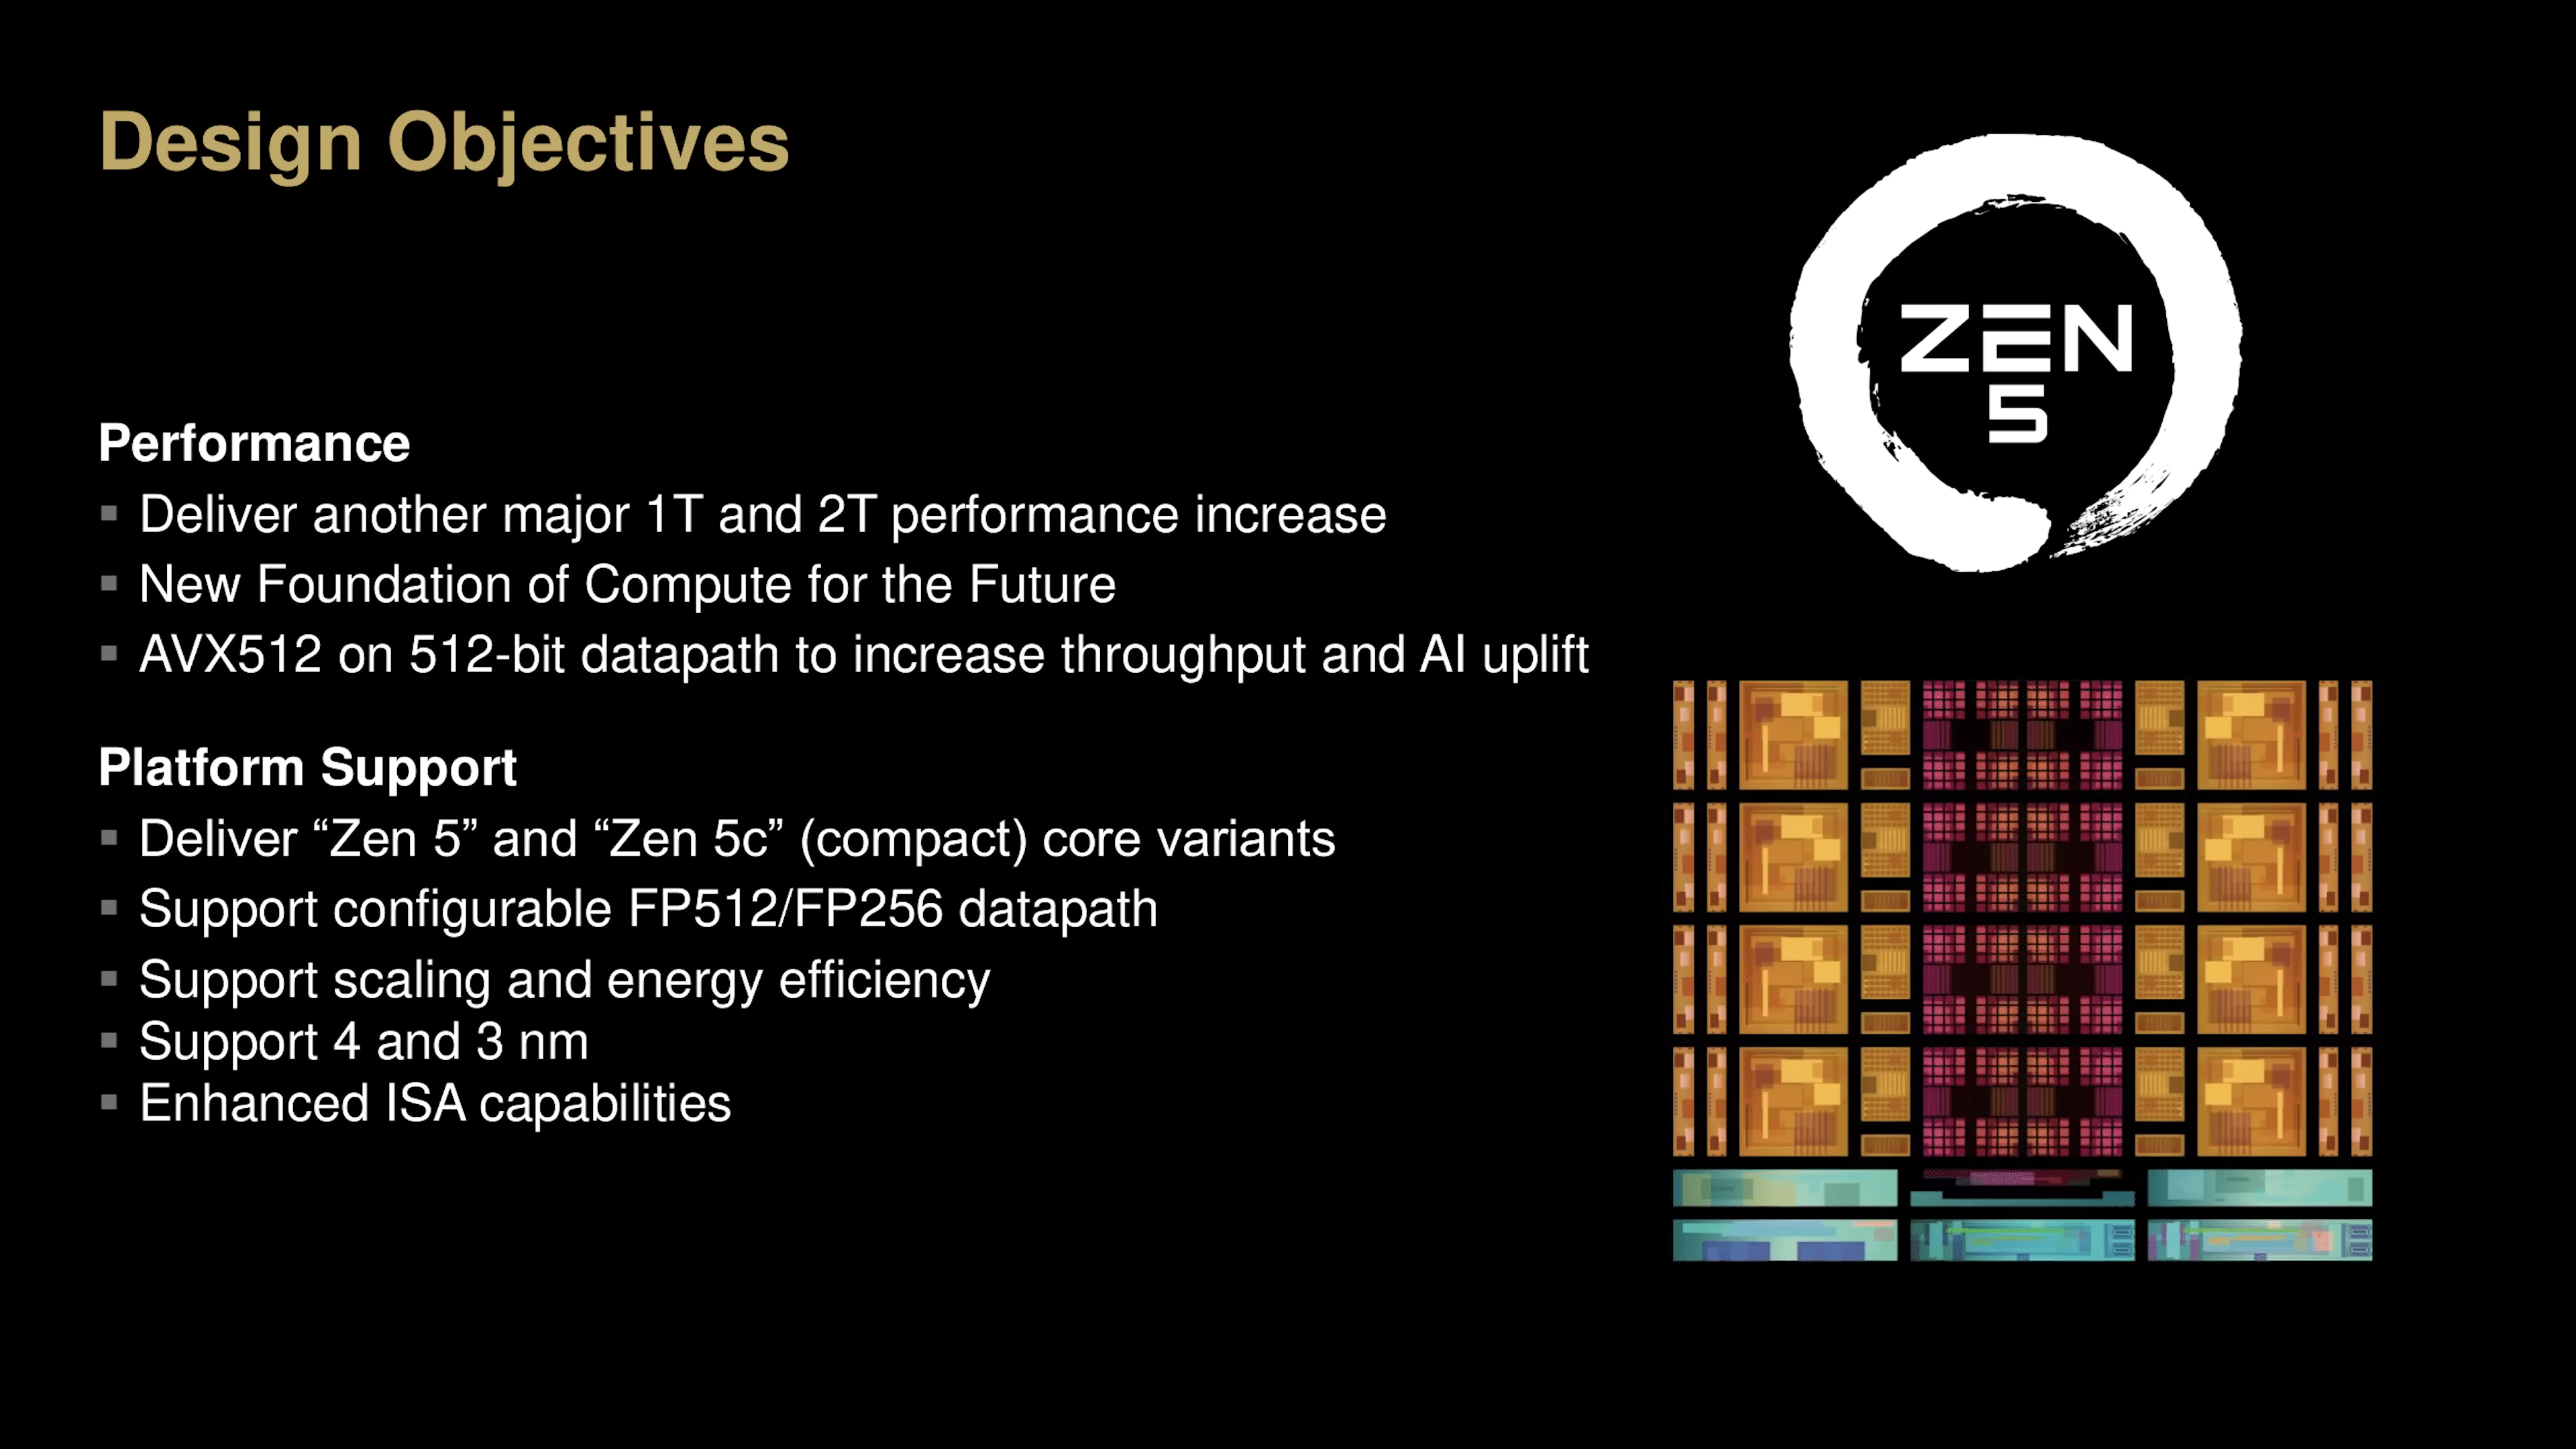 Design Objectives
ZEN
5
Performance
▪ Deliver another major 1T and 2T performance increase
▪ New Foundation of Compute for the Future
▪ AVX512 on 512-bit datapath to increase throughput and AI uplift
Platform Support
▪ Deliver “Zen 5” and “Zen 5c” (compact) core variants
▪ Support configurable FP512/FP256 datapath
▪ Support scaling and energy efficiency
▪ Support 4 and 3 nm
▪ Enhanced ISA capabilities